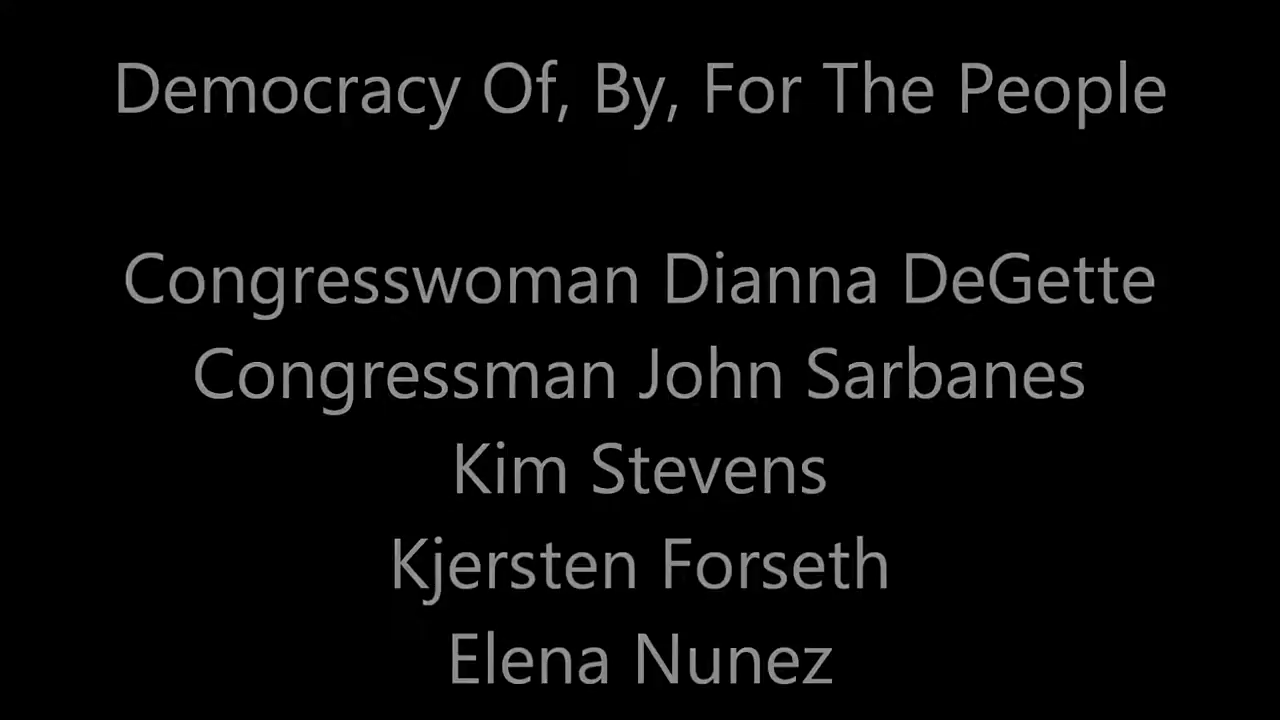 Democracy Of, By, For The People
Congresswoman Dianna DeGette
Congressman John Sarbanes
Kim Stevens
Kjersten Forseth
Elena Nunez